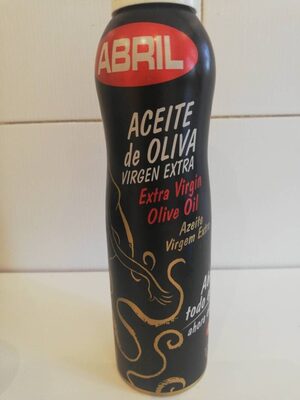 ABRIL
ACEITE
de OLIVA
VIRGEN EXTRA
Extra Virgin
Olive Oil
Azeite
Virgem Extra